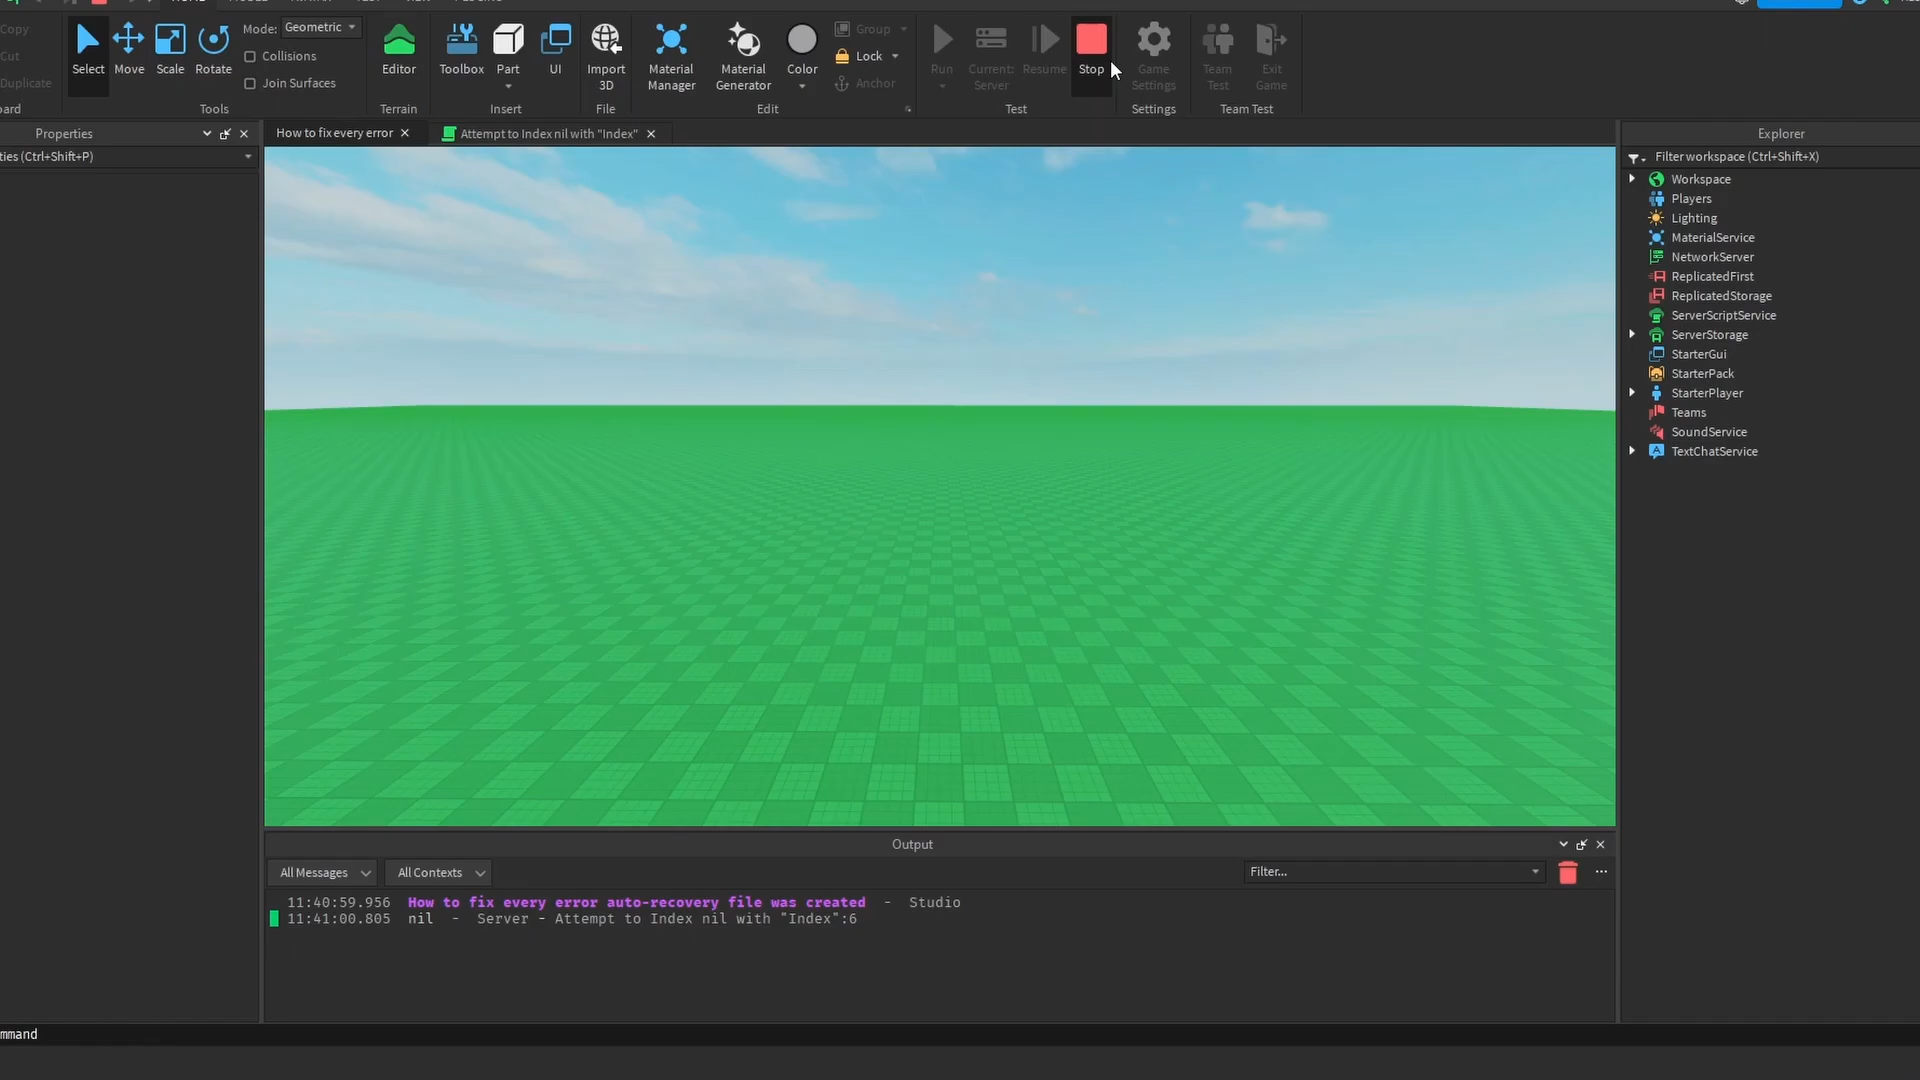 Copy
Cut
Duplicate
Select
Move
Scale
Rotate
Mode: Geometric
Collisions
Join Surfaces
Tools
Editor
Terrain
Toolbox
Part
UI
Insert
Import
3D
File
Material
Manager
Material
Generator
Color
Group
Lock
Anchor
Edit
Run
Current:
Server
Resume
Stop
Test
Game
Settings
Settings
Team
Test
Exit
Game
Team Test
oard
Properties
ties (Ctrl+Shift+P)
How to fix every error
Attempt to Index nil with "Index"
Explorer
Filter workspace (Ctrl+Shift+X)
Workspace
Players
Lighting
MaterialService
NetworkServer
ReplicatedFirst
ReplicatedStorage
ServerScriptService
ServerStorage
StarterGui
StarterPack
StarterPlayer
Teams
SoundService
TextChatService
Output
All Messages
All Contexts
Filter...
11:40:59.956 How to fix every error auto-recovery file was created - Studio
11:41:00.805 nil - Server - Attempt to Index nil with "Index":6
mmand